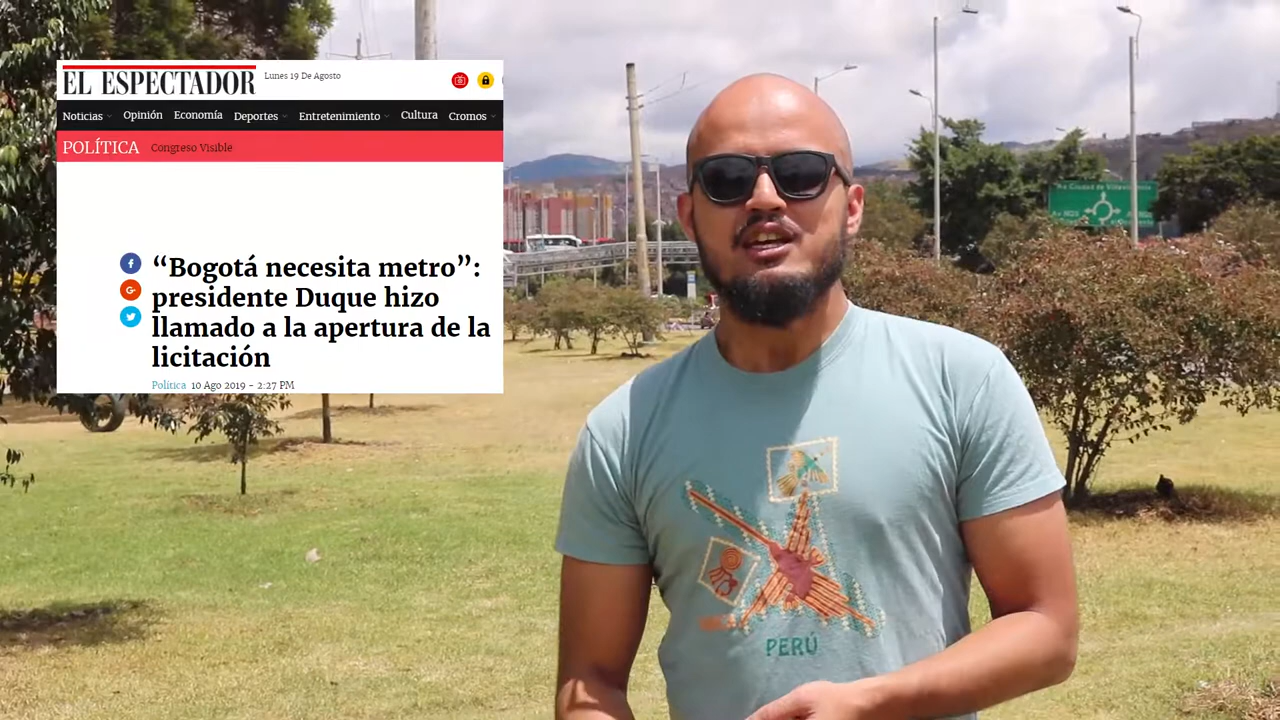 EL ESPECTADOR
Lunes 19 De Agosto
Noticias Opinión Economía Deportes Entretenimiento Cultura Cromos
POLÍTICA Congreso Visible
“Bogotá necesita metro”:
presidente Duque hizo
llamado a la apertura de la
licitación
Política 10 Ago 2019 - 2:27 PM
PERÚ